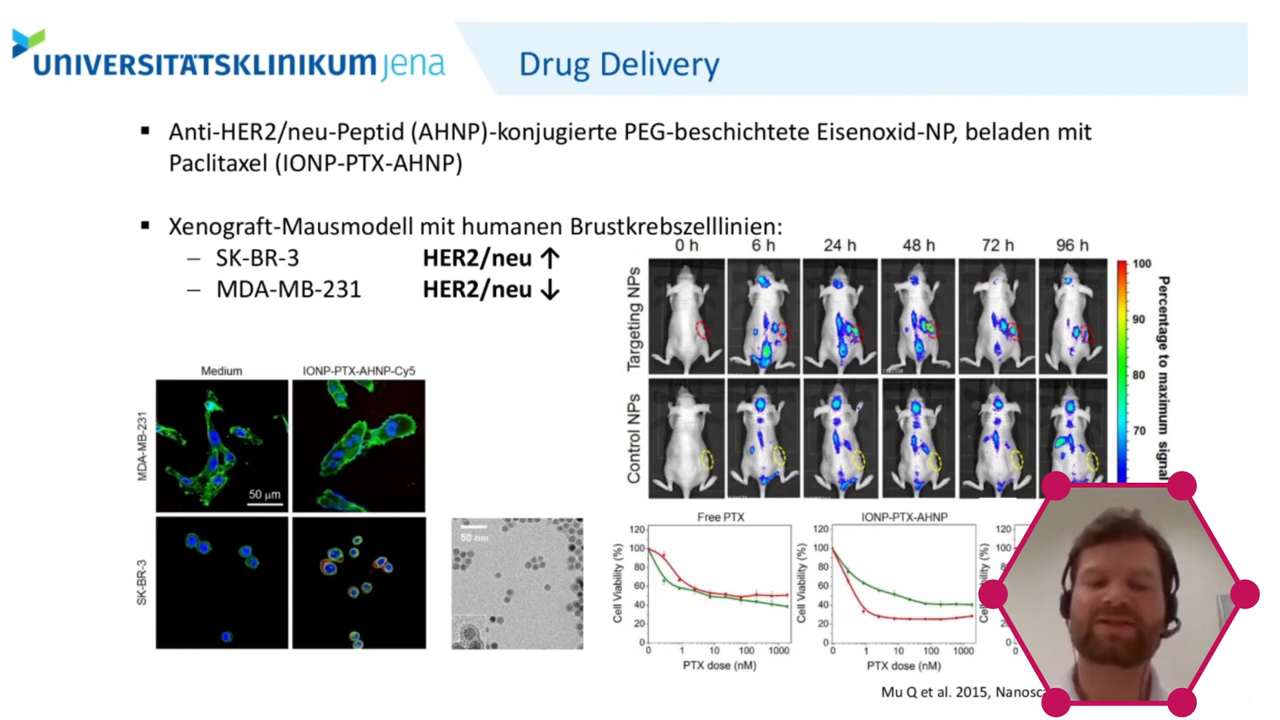 UNIVERSITÄTSKLINIKUM jena
Drug Delivery
▪ Anti-HER2/neu-Peptid (AHNP)-konjugierte PEG-beschichtete Eisenoxid-NP, beladen mit
Paclitaxel (IONP-PTX-AHNP)
▪ Xenograft-Mausmodell mit humanen Brustkrebszelllinien:
– SK-BR-3 HER2/neu ↑
– MDA-MB-231 HER2/neu ↓
0 h 6 h 24 h 48 h 72 h 96 h
Targeting NPs
Control NPs
100
90
80
70
Percentage to maximum signal
Medium IONP-PTX-AHNP-Cy5
MDA-MB-231
50 µm
SK-BR-3
50 nm
Free PTX
Cell Viability (%)
120
100
80
60
40
20
0
0 1 10 100 1000
PTX dose (nM)
IONP-PTX-AHNP
Cell Viability (%)
120
100
80
60
40
20
0
0 1 10 100 1000
PTX dose (nM)
120
100
Mu Q et al. 2015,